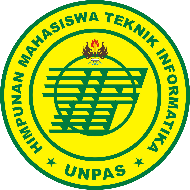 HIMPUNAN MAHASISWA TEKNIK INFORMATIKA
UNPAS